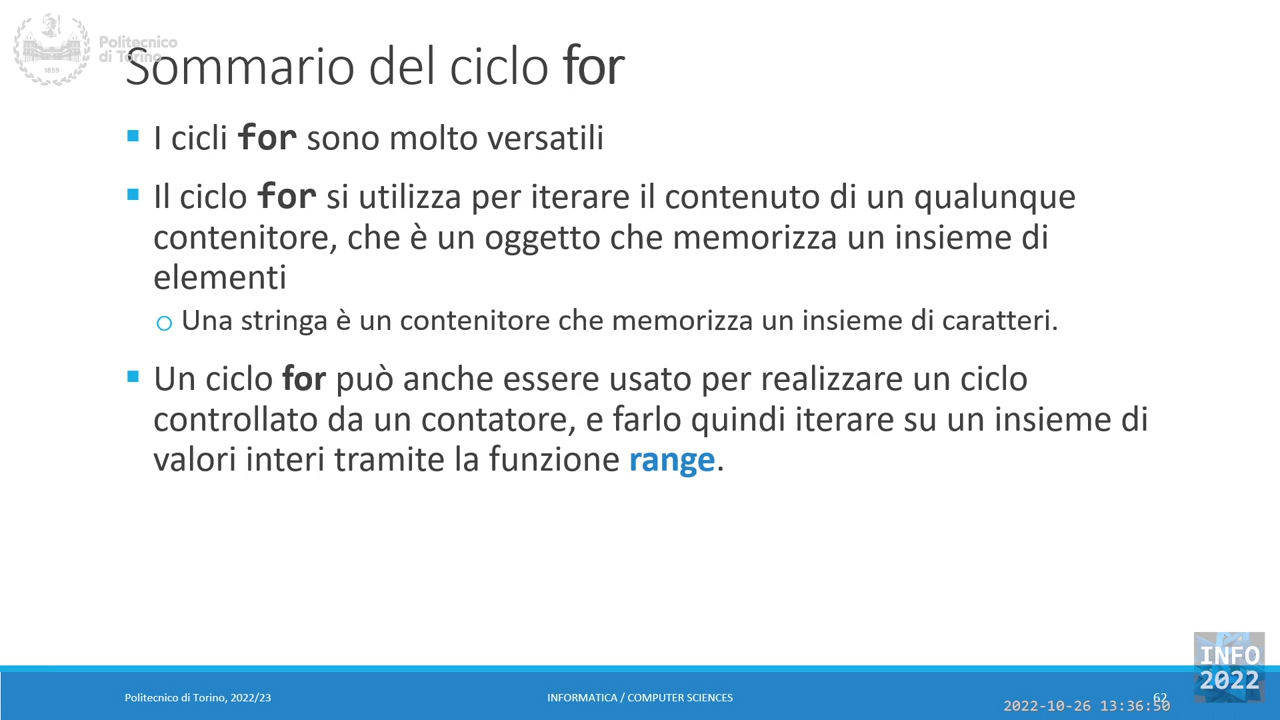 Politecnico
di Torino
1859
Sommario del ciclo for
I cicli for sono molto versatili
Il ciclo for si utilizza per iterare il contenuto di un qualunque
contenitore, che è un oggetto che memorizza un insieme di
elementi
Una stringa è un contenitore che memorizza un insieme di caratteri.
Un ciclo for può anche essere usato per realizzare un ciclo
controllato da un contatore, e farlo quindi iterare su un insieme di
valori interi tramite la funzione range.
INFO
2022
Politecnico di Torino, 2022/23
INFORMATICA / COMPUTER SCIENCES
62
2022-10-26 13:36:50